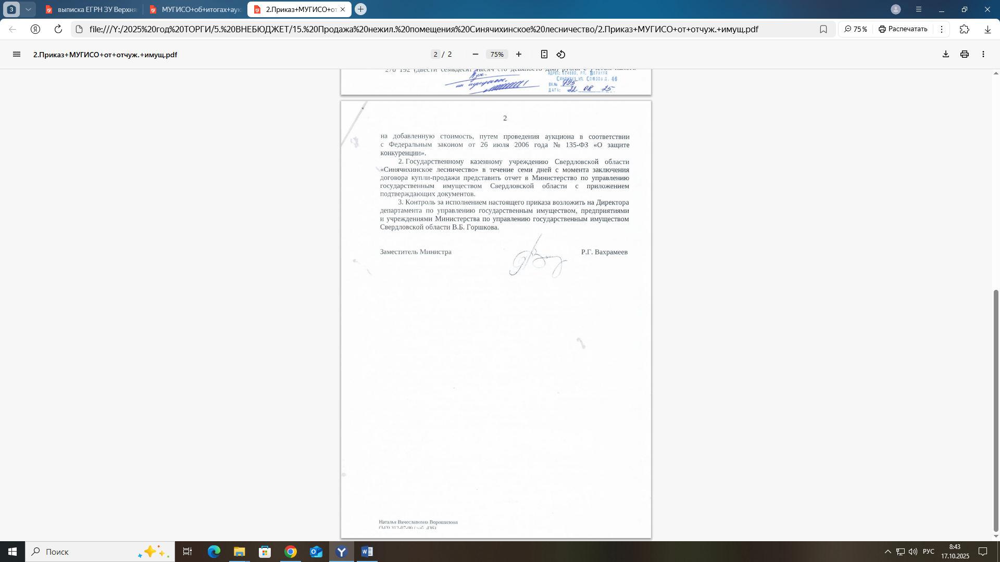 3
выписка ЕГРН ЗУ Верхня
МУГИСО+об+итогах+аук
2.Приказ+МУГИСО+от
file:///Y:/2025%20год%20ТОРГИ/5.%20ВНЕБЮДЖЕТ/15.%20Продажа%20нежил.%20помещения%20Синячихинское%20лесничество/2.Приказ+МУГИСО+от+отчуж.+имущ.pdf
75 %
Распечатать
2.Приказ+МУГИСО+от+отчуж.+имущ.pdf
2 / 2
75%
270 192 (двести семьдесят тысяч сто девяносто два) рубля с учетом налога
АДРЕС: 624690, РП. ВЕРХНЯЯ
СИНЯЧИХА УЛ. СОЮЗОВ Д. 46
ВХ.№ 795
ДАТА: 22 08 25
2
на добавленную стоимость, путем проведения аукциона в соответствии
с Федеральным законом от 26 июля 2006 года № 135-ФЗ «О защите
конкуренции».
2. Государственному казенному учреждению Свердловской области
«Синячихинское лесничество» в течение семи дней с момента заключения
договора купли-продажи представить отчет в Министерство по управлению
государственным имуществом Свердловской области с приложением
подтверждающих документов.
3. Контроль за исполнением настоящего приказа возложить на Директора
департамента по управлению государственным имуществом, предприятиями
и учреждениями Министерства по управлению государственным имуществом
Свердловской области В.Б. Горшкова.
Заместитель Министра
Р.Г. Вахрамеев
Наталья Вячеславовна Ворошилова
(343) 312-07-90 (доб. 436)
Поиск
РУС
8:43
17.10.2025